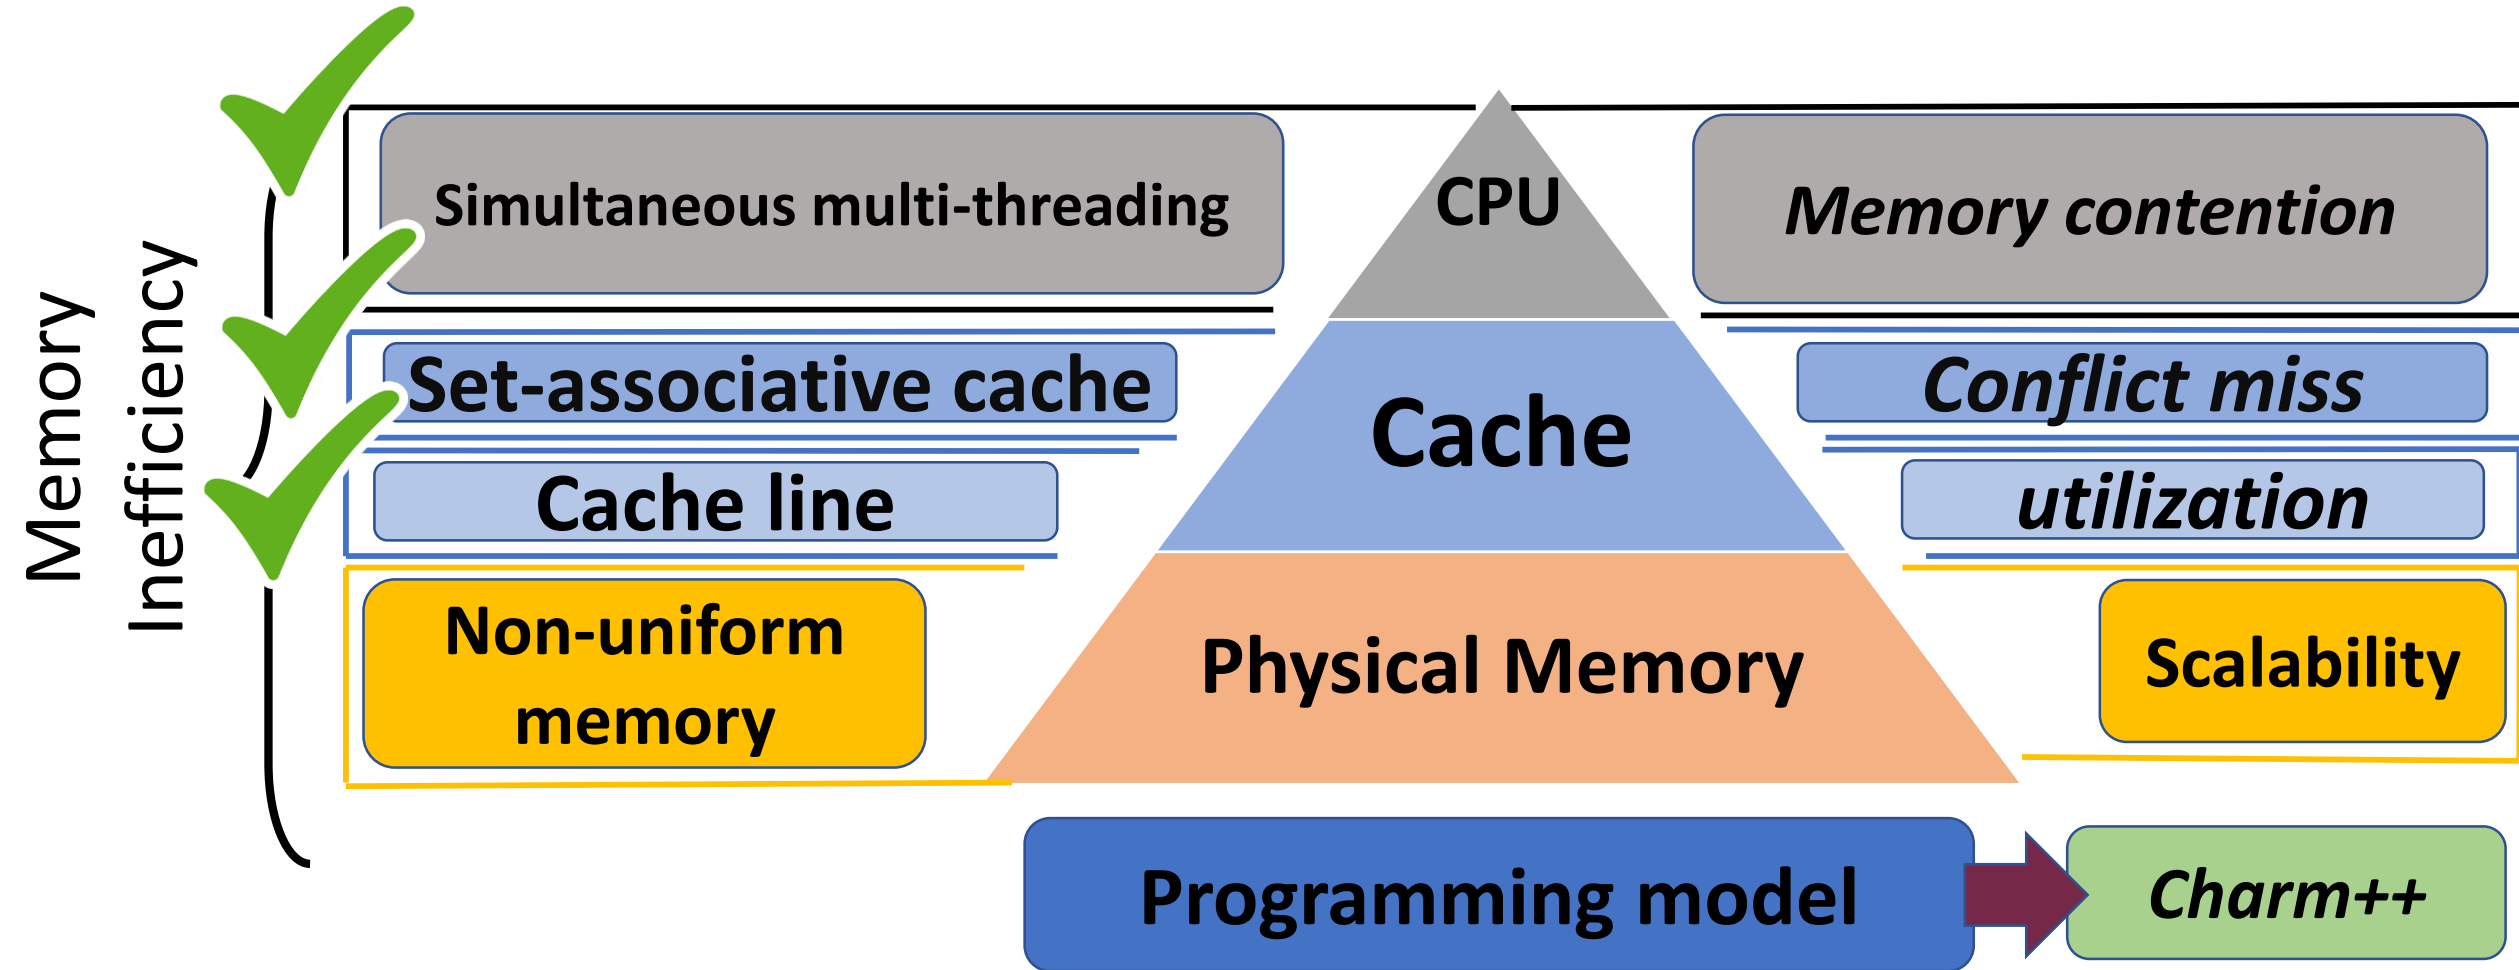 Memory
Inefficiency
Simultaneous multi-threading
CPU
Memory contention
Set-associative cache
Cache
Conflict miss
Cache line
utilization
Non-uniform
memory
Physical Memory
Scalability
Programming model
Charm++